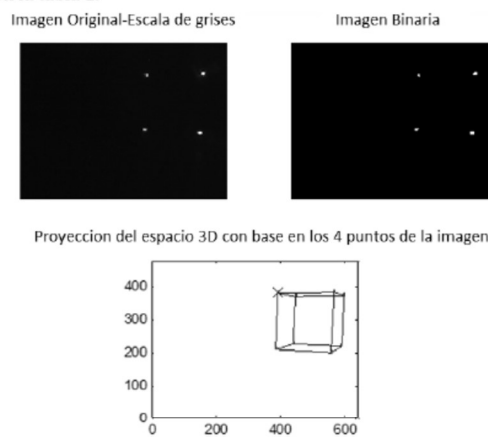 Imagen Original-Escala de grises
Imagen Binaria
Proyeccion del espacio 3D con base en los 4 puntos de la imagen
400
300
200
100
0
0 200 400 600